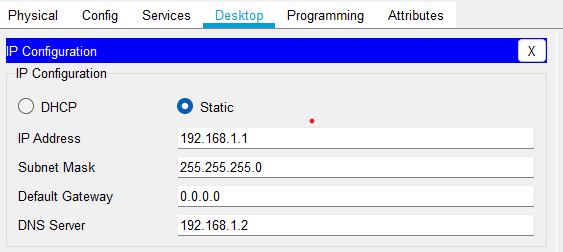 Physical Config Services Desktop Programming Attributes
IP Configuration X
IP Configuration
DHCP Static
IP Address 192.168.1.1
Subnet Mask 255.255.255.0
Default Gateway 0.0.0.0
DNS Server 192.168.1.2